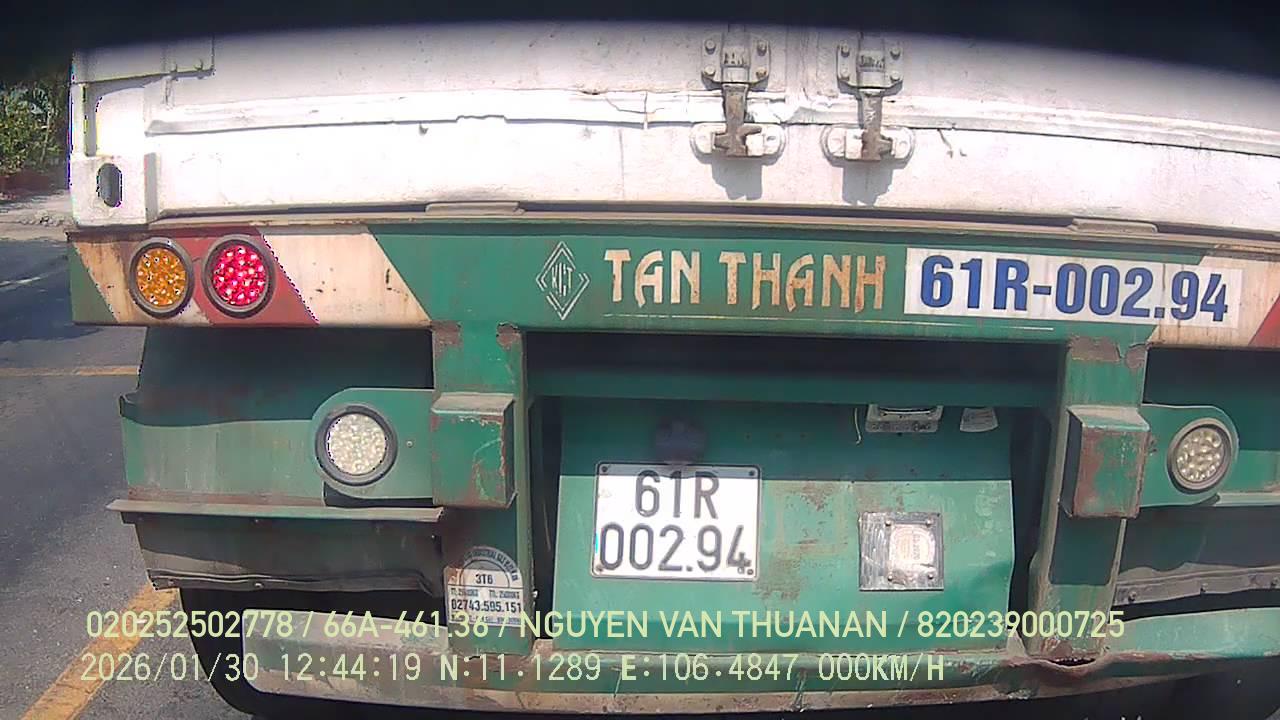 TAN THANH
61R-002.94
61R
002.94
3T6
02743.595.151
020252502778 / 66A-461.36 / NGUYEN VAN THUANAN / 820239000725
2026/01/30 12:44:19 N:11.1289 E:106.4847 000KM/H